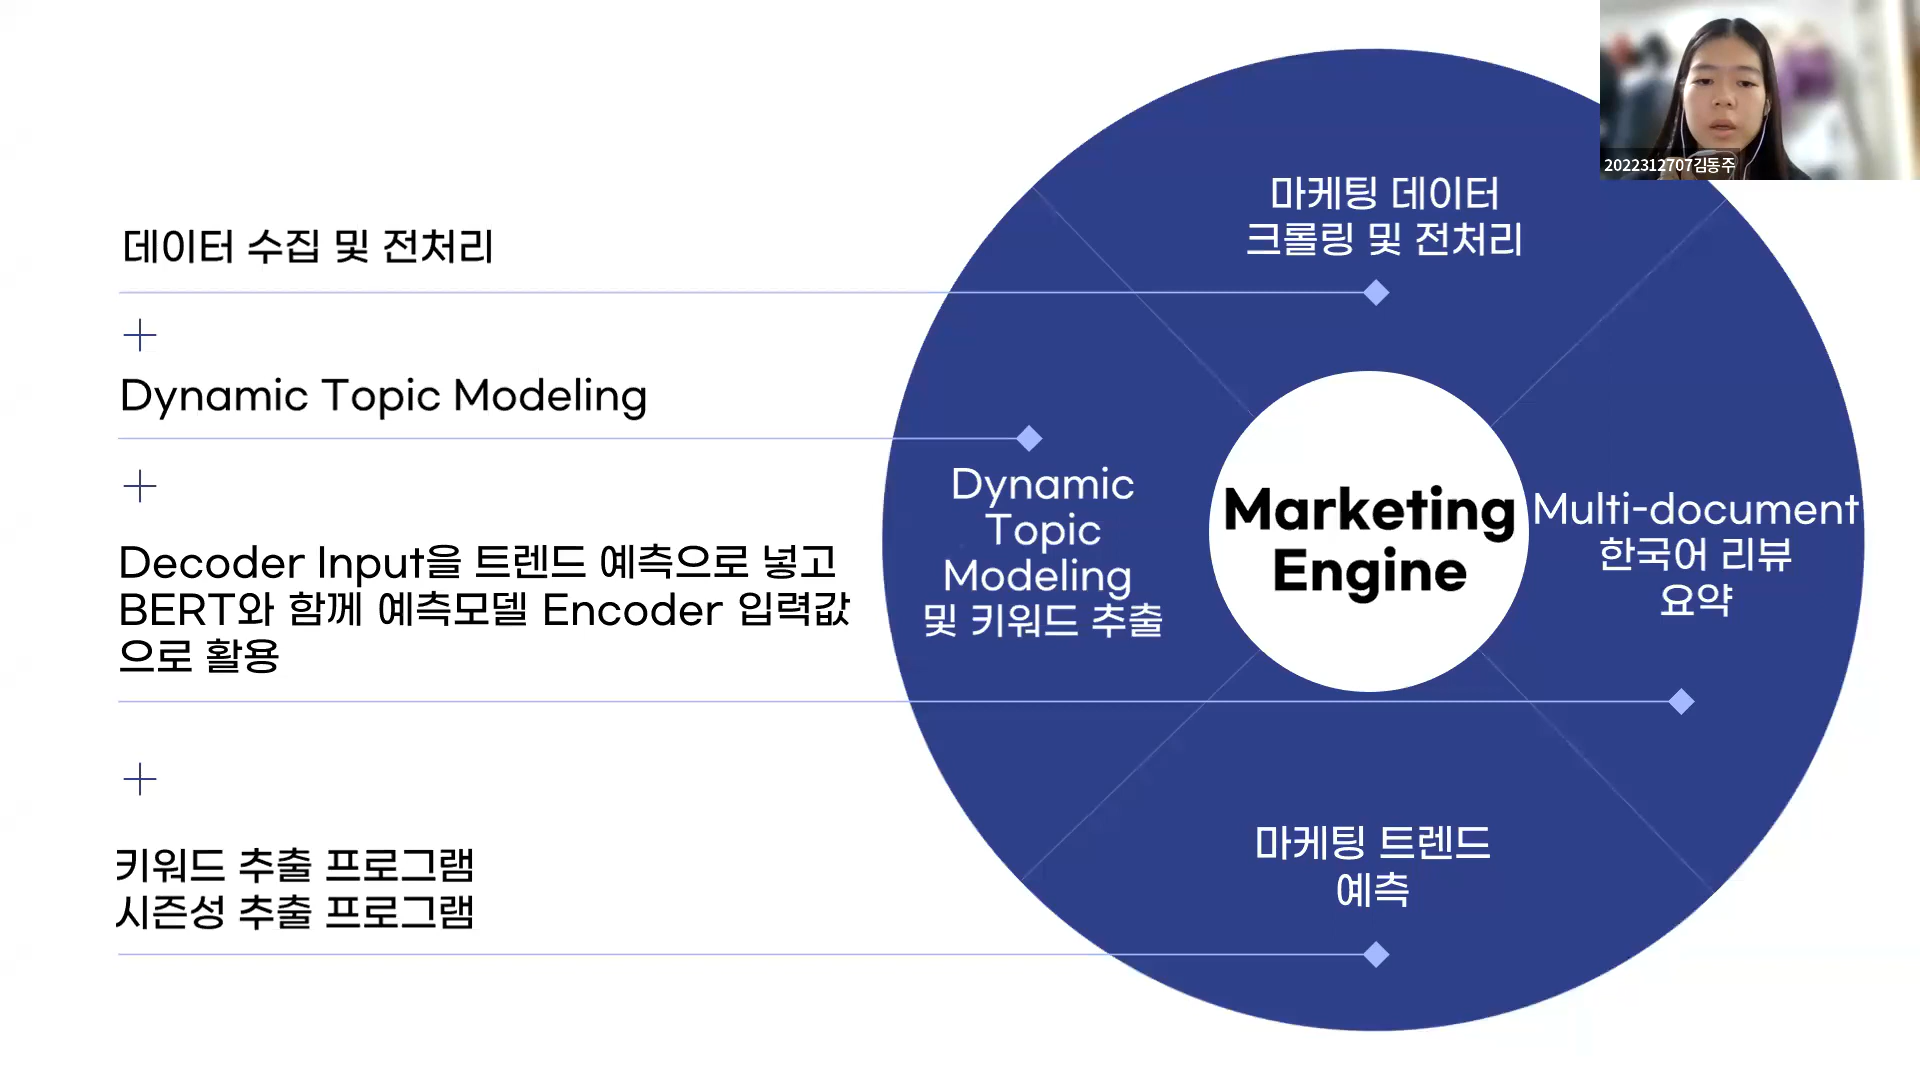 2022312707김동주
데이터 수집 및 전처리
Dynamic Topic Modeling
Decoder Input을 트렌드 예측으로 넣고
BERT와 함께 예측모델 Encoder 입력값
으로 활용
키워드 추출 프로그램
시즌성 추출 프로그램
마케팅 데이터
크롤링 및 전처리
Dynamic
Topic
Modeling
및 키워드 추출
Marketing
Engine
Multi-document
한국어 리뷰
요약
마케팅 트렌드
예측